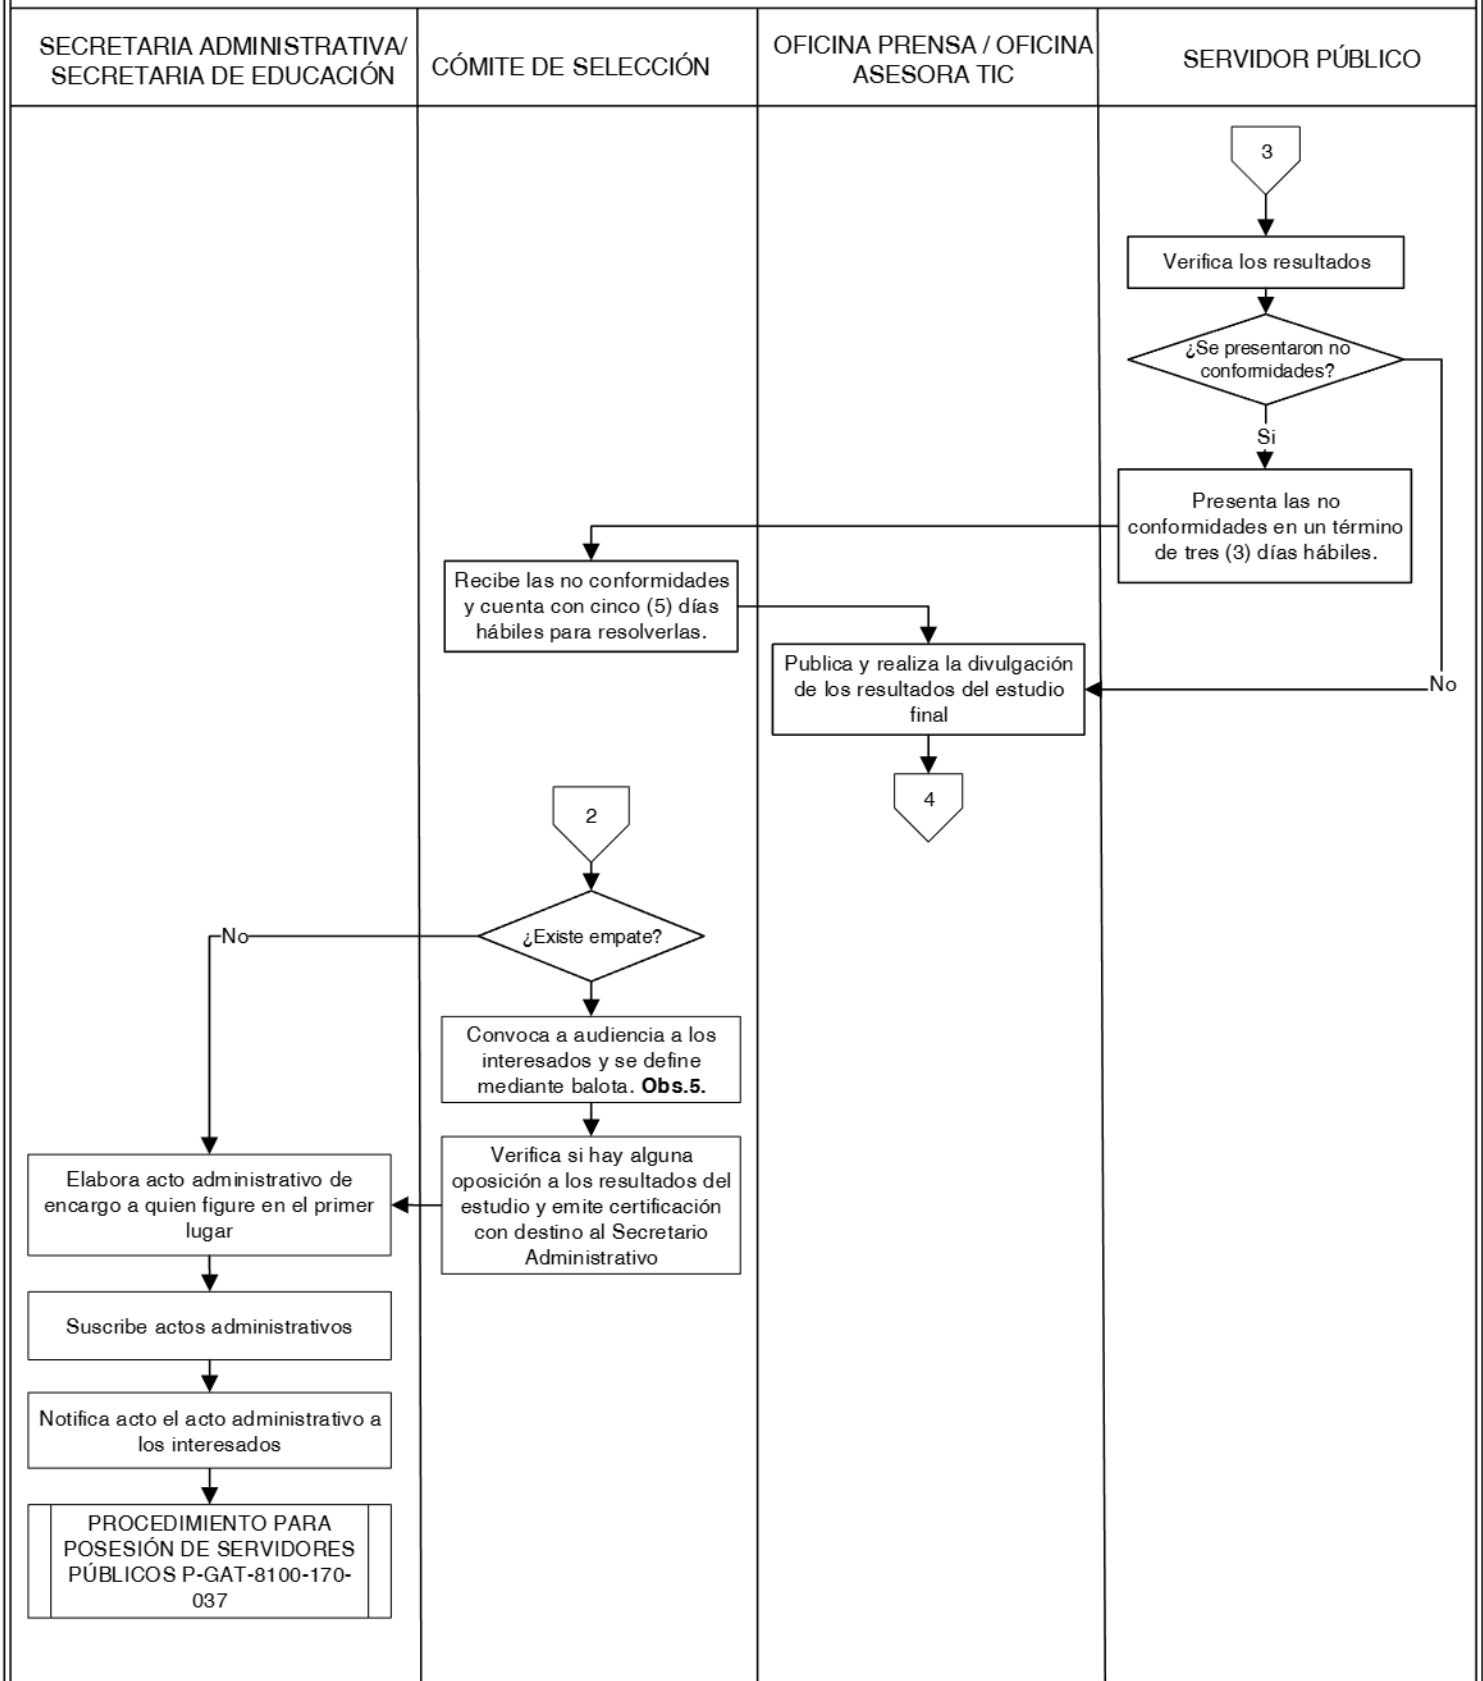 SECRETARIA ADMINISTRATIVA/
SECRETARIA DE EDUCACIÓN
CÓMITE DE SELECCIÓN
OFICINA PRENSA / OFICINA
ASESORA TIC
SERVIDOR PÚBLICO
3
Verifica los resultados
¿Se presentaron no
conformidades?
Si
Presenta las no
conformidades en un término
de tres (3) días hábiles.
Recibe las no conformidades
y cuenta con cinco (5) días
hábiles para resolverlas.
Publica y realiza la divulgación
de los resultados del estudio
final
No
4
2
¿Existe empate?
No
Convoca a audiencia a los
interesados y se define
mediante balota. Obs.5.
Verifica si hay alguna
oposición a los resultados del
estudio y emite certificación
con destino al Secretario
Administrativo
Elabora acto administrativo de
encargo a quien figure en el primer
lugar
Suscribe actos administrativos
Notifica acto el acto administrativo a
los interesados
PROCEDIMIENTO PARA
POSESIÓN DE SERVIDORES
PÚBLICOS P-GAT-8100-170-
037